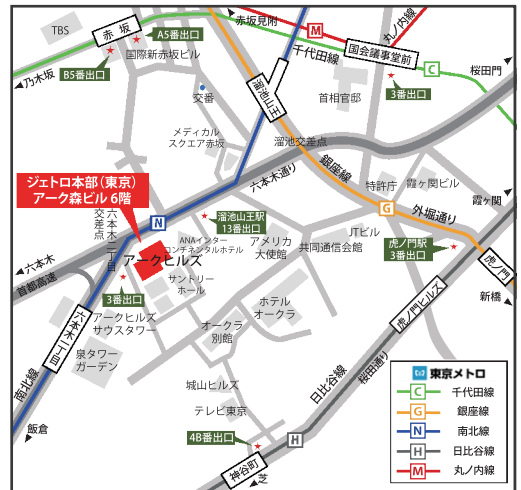 赤坂見附
丸ノ内線
TBS
赤坂
A5番出口
M
千代田線
国会議事堂前
C
桜田門
国際新赤坂ビル
B5番出口
乃木坂
3番出口
溜池山王
首相官邸
交番
メディカル
スクエア赤坂
溜池交差点
六本木通り
銀座線
特許庁
霞ヶ関ビル
霞ヶ関
ジェトロ本部(東京)
アーク森ビル 6階
六本木二丁目
交差点
N
溜池山王駅
13番出口
G
外堀通り
ANAインター
コンチネンタルホテル
アメリカ
大使館
JTビル
共同通信会館
虎ノ門駅
3番出口
虎ノ門
アークヒルズ
六本木
首都高速
サントリー
ホール
3番出口
新橋
ホテル
オークラ
虎ノ門ヒルズ
アークヒルズ
サウスタワー
六本木一丁目
オークラ
別館
泉タワー
ガーデン
桜田通り
日比谷線
南北線
城山ヒルズ
テレビ東京
飯倉
4B番出口
H
神谷町
芝
東京メトロ
C 千代田線
G 銀座線
N 南北線
H 日比谷線
M 丸ノ内線